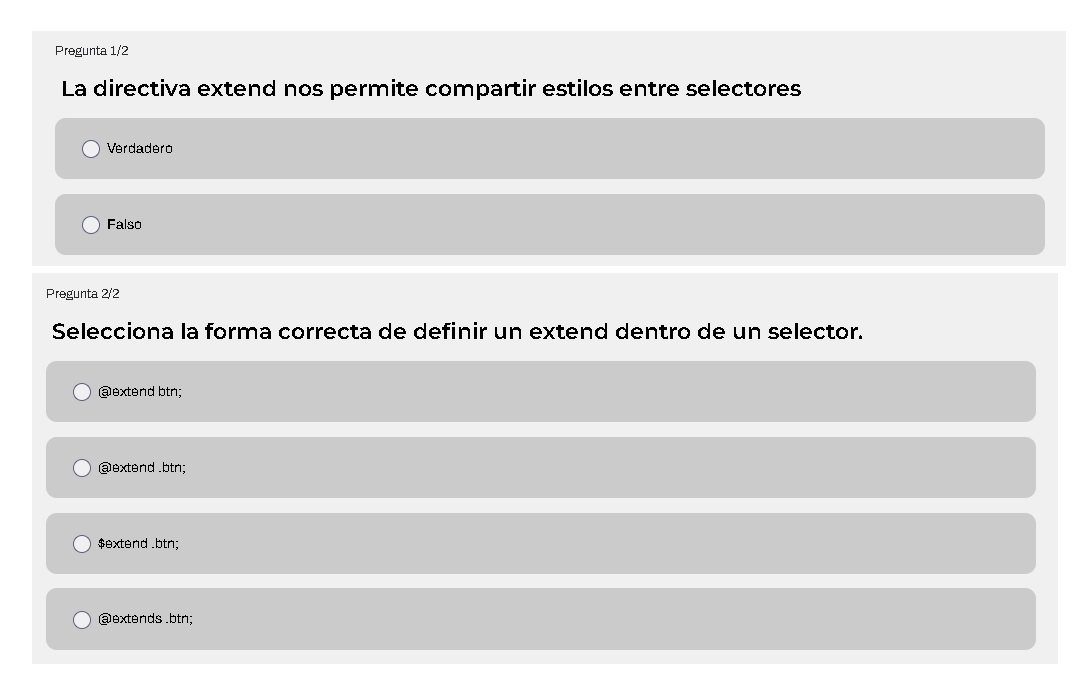 Pregunta 1/2
La directiva extend nos permite compartir estilos entre selectores
Verdadero
Falso
Pregunta 2/2
Selecciona la forma correcta de definir un extend dentro de un selector.
@extend btn;
@extend .btn;
$extend .btn;
@extends .btn;